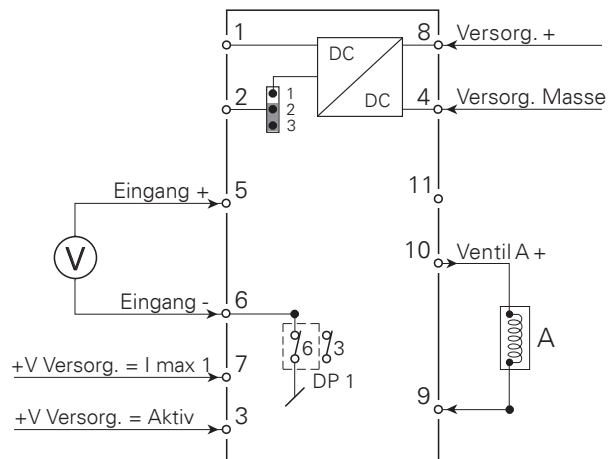 1
DC
8
Versorg. +
1
2
2
3
DC
4
Versorg. Masse
Eingang +
5
11
10
Ventil A +
V
Eingang -
6
6
3
A
+V Versorg. = I max 1
7
DP 1
9
+V Versorg. = Aktiv
3